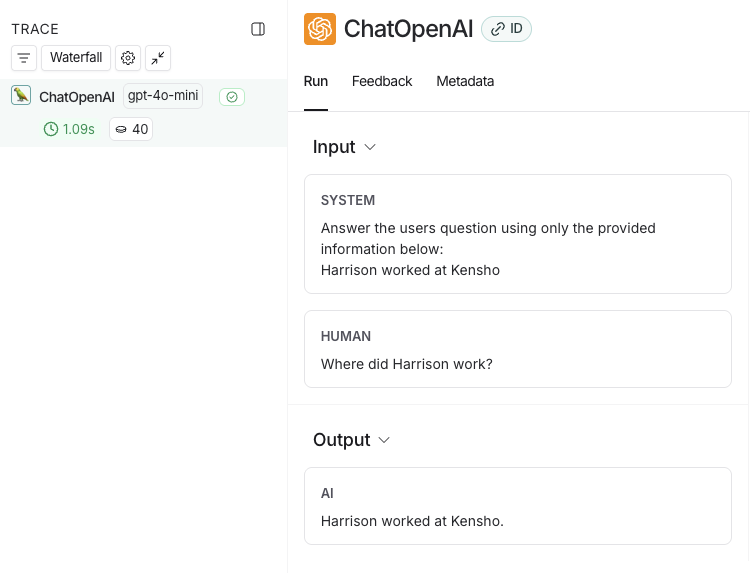 TRACE
Waterfall
ChatOpenAI gpt-4o-mini
1.09s 40
ChatOpenAI ID
Run Feedback Metadata
Input
SYSTEM
Answer the users question using only the provided
information below:
Harrison worked at Kensho
HUMAN
Where did Harrison work?
Output
AI
Harrison worked at Kensho.